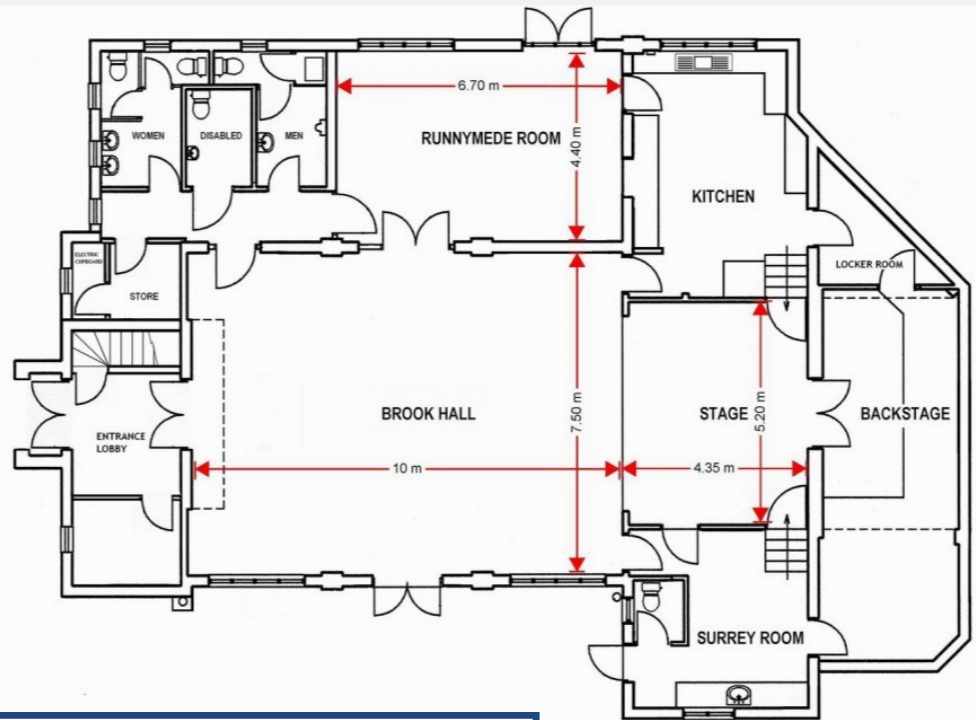 6.70 m
RUNNYMEDE ROOM
4.40 m
WOMEN
DISABLED
MEN
KITCHEN
ELECTRIC
CUPBOARD
STORE
LOCKER ROOM
ENTRANCE
LOBBY
BROOK HALL
7.50 m
10 m
STAGE
5.20 m
4.35 m
BACKSTAGE
SURREY ROOM